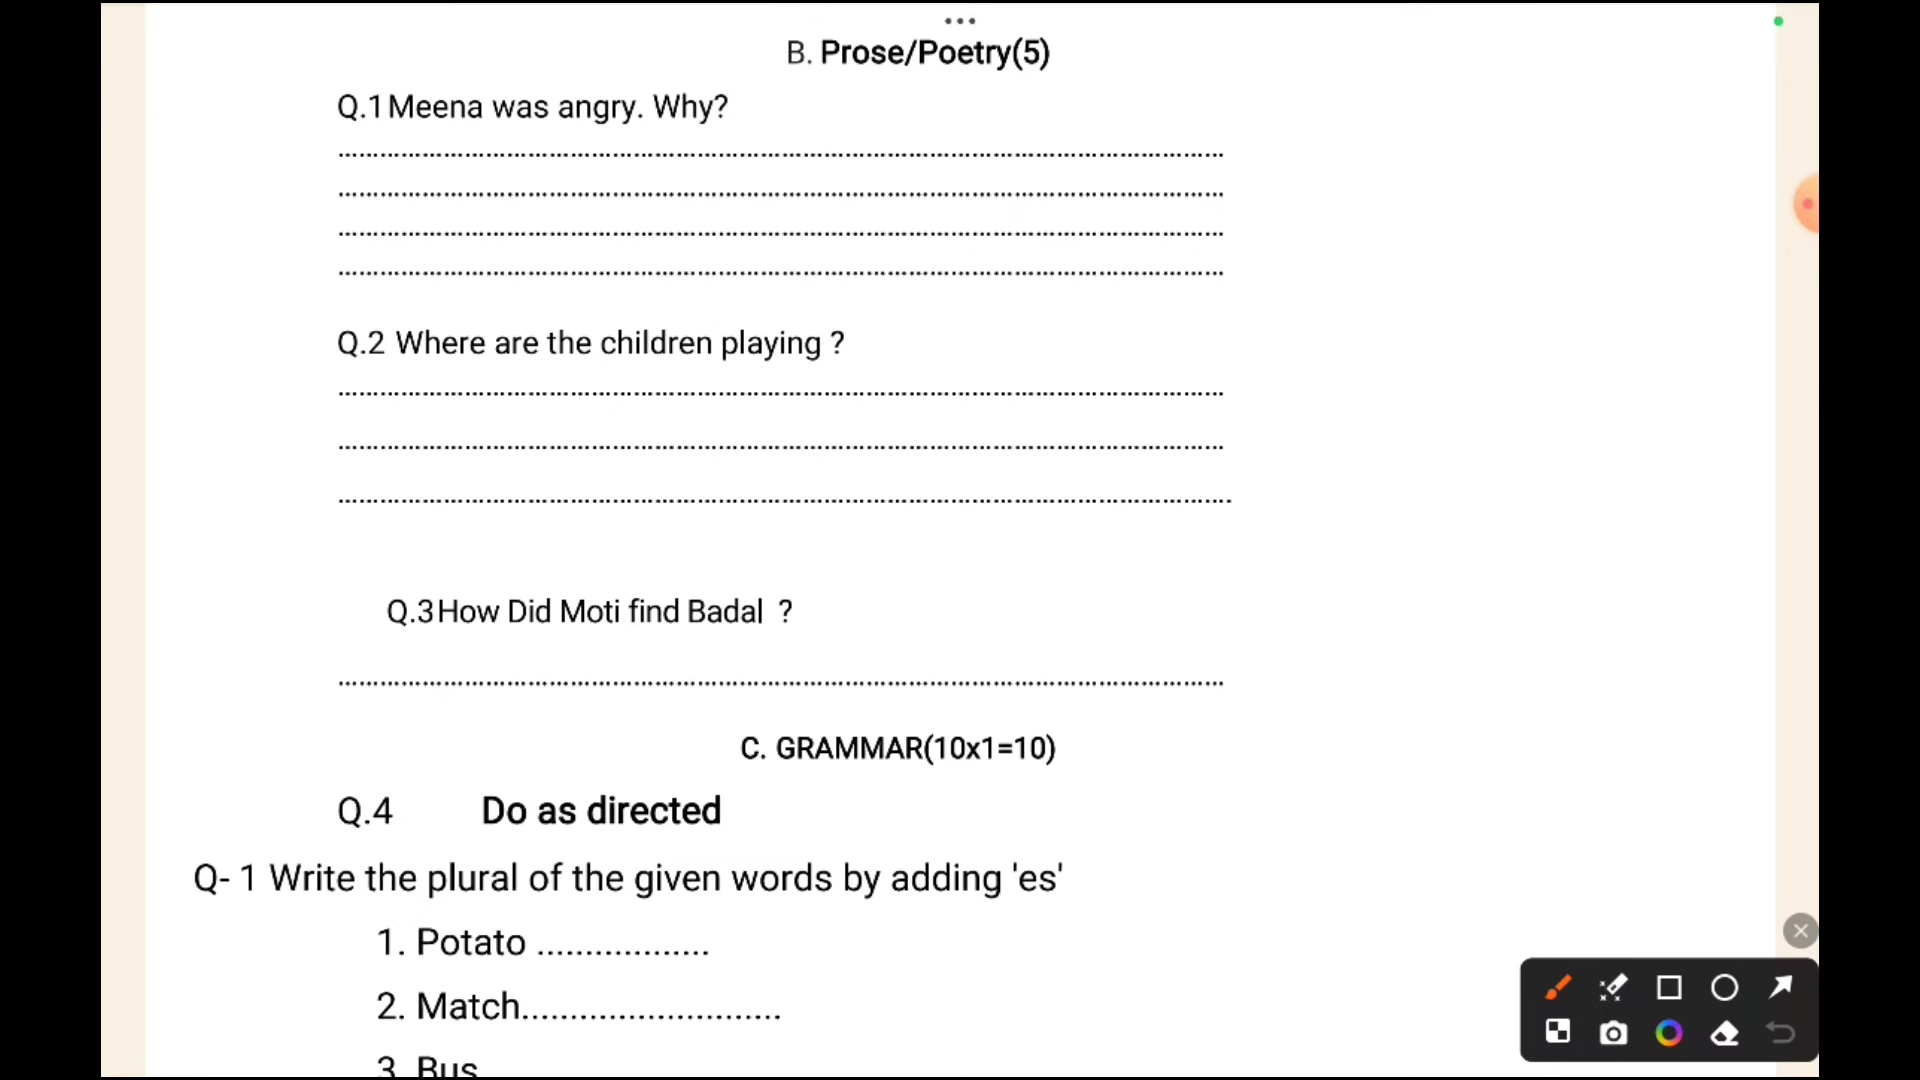 B. Prose/Poetry(5)
Q.1 Meena was angry. Why?
....................................................................................................
....................................................................................................
....................................................................................................
....................................................................................................
Q.2 Where are the children playing ?
....................................................................................................
....................................................................................................
....................................................................................................
Q.3 How Did Moti find Badal ?
....................................................................................................
C. GRAMMAR(10x1=10)
Q.4 Do as directed
Q- 1 Write the plural of the given words by adding 'es'
1. Potato ..................
2. Match...........................
3. Bus